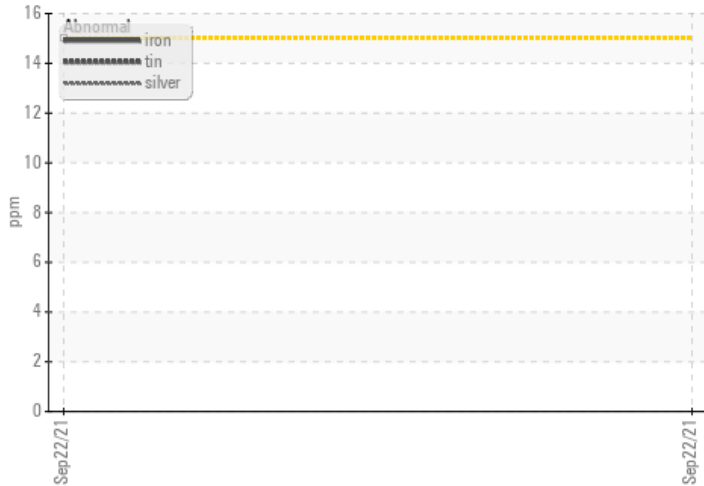 16
14
12
10
8
6
4
2
0
ppm
Abnormal
iron
tin
silver
Sep22/21
Sep22/21